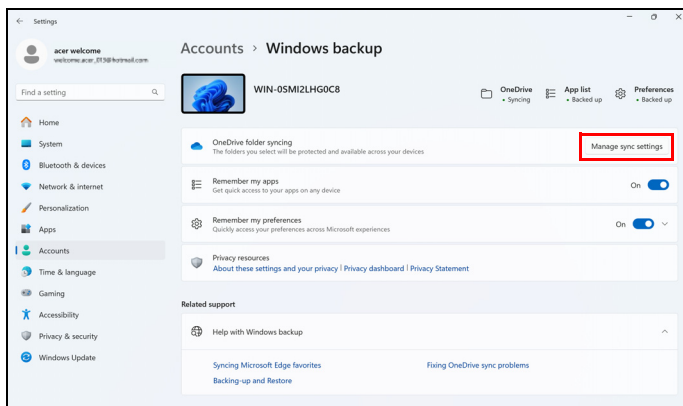 Settings
acer welcome
Find a setting
Home
System
Bluetooth & devices
Network & internet
Personalization
Apps
Accounts
Time & language
Gaming
Accessibility
Privacy & security
Windows Update
Accounts > Windows backup
WIN-0SMI2LHG0C8
OneDrive
• Syncing
App list
• Backed up
Preferences
• Backed up
OneDrive folder syncing
The folders you select will be protected and available across your devices
Manage sync settings
Remember my apps
Get quick access to your apps on any device
On
Remember my preferences
Quickly access your preferences across Microsoft experiences
On
Privacy resources
About these settings and your privacy | Privacy dashboard | Privacy Statement
Related support
Help with Windows backup
Syncing Microsoft Edge favorites
Fixing OneDrive sync problems
Backing-up and Restore